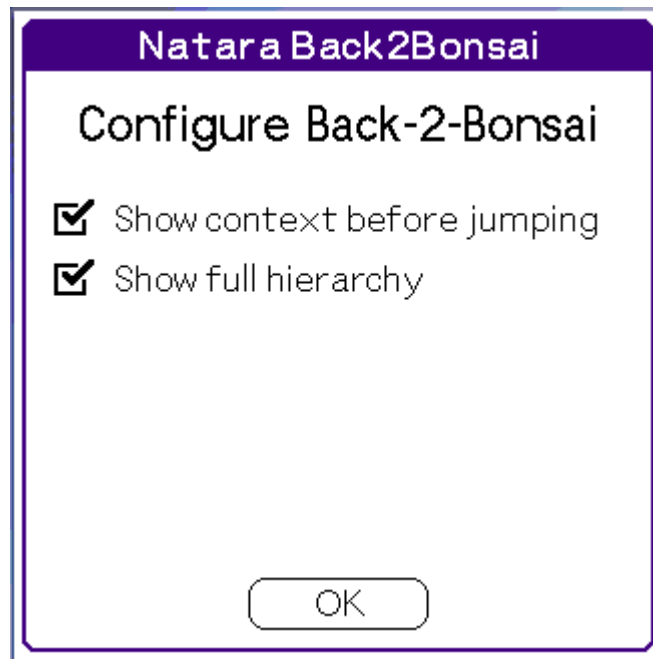 Natara Back2Bonsai
Configure Back-2-Bonsai
Show context before jumping
Show full hierarchy
OK